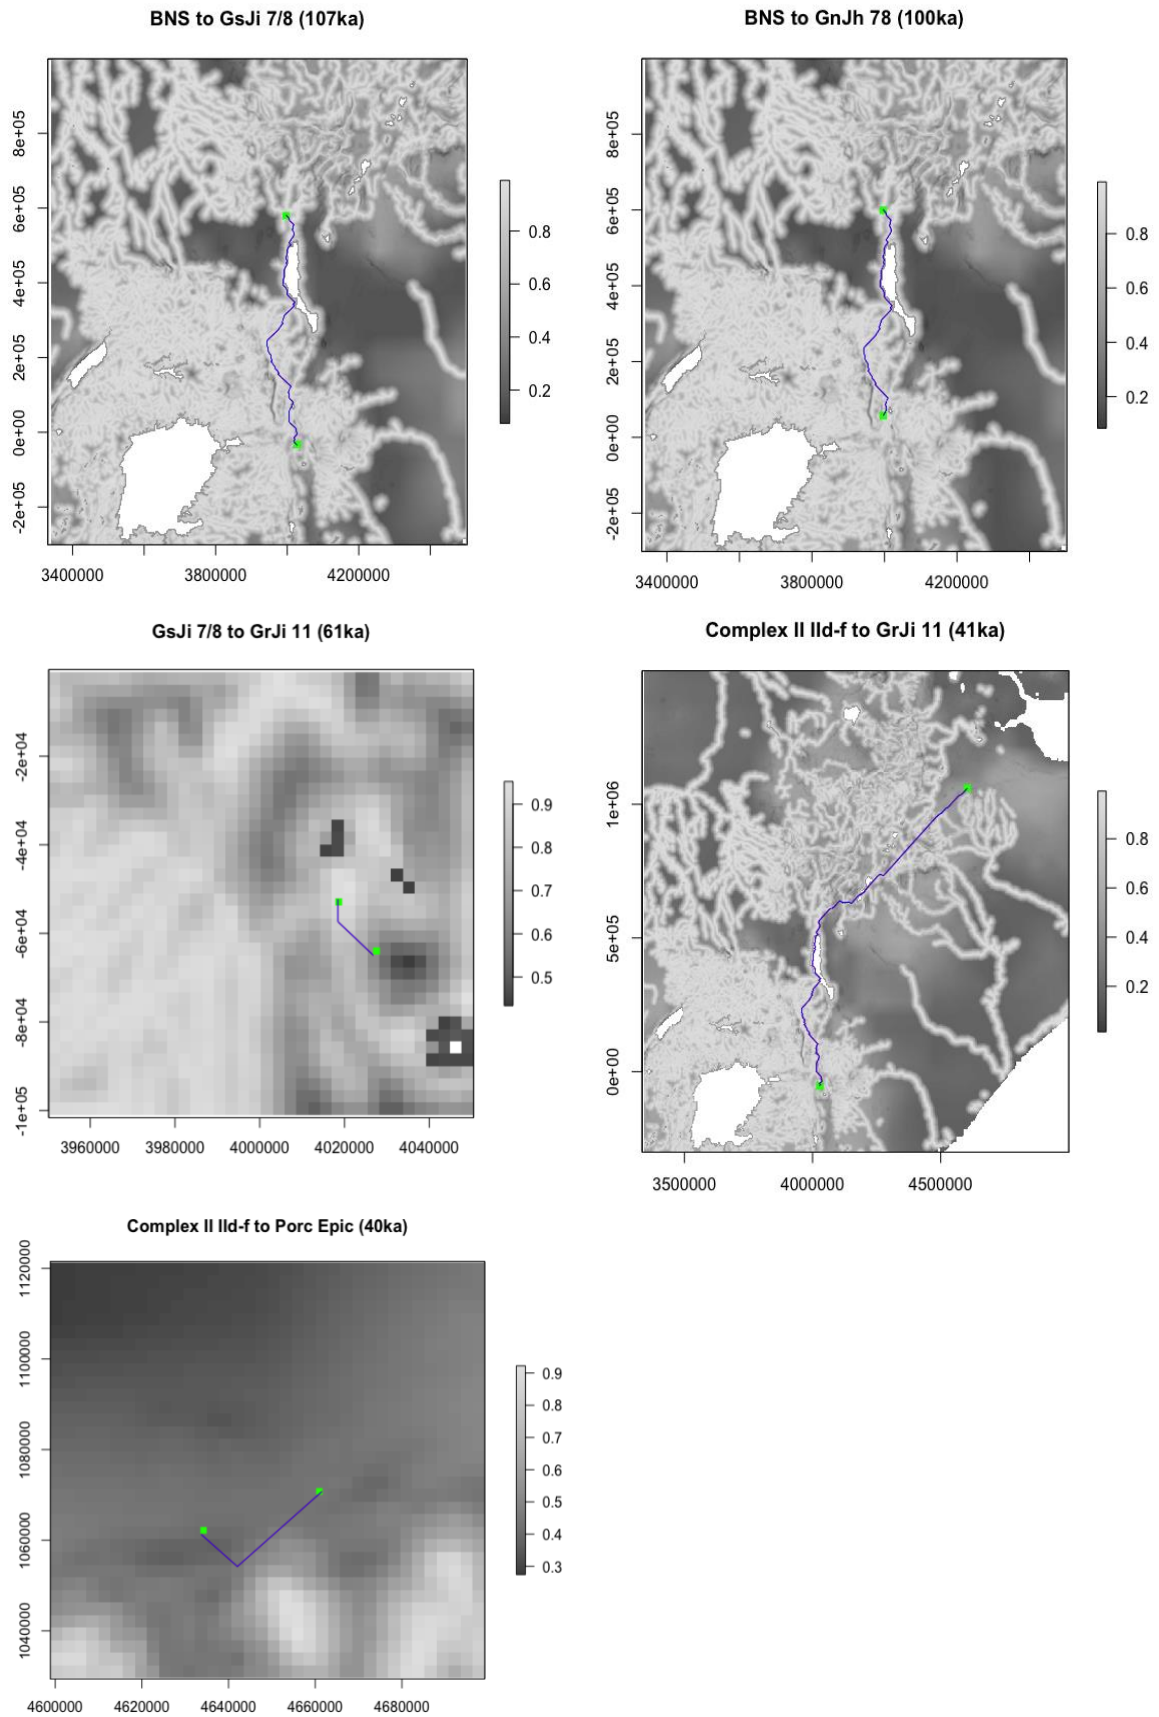 BNS to GsJi 7/8 (107ka)
8e+05
6e+05
4e+05
2e+05
0e+00
-2e+05
3400000 3800000 4200000
0.8
0.6
0.4
0.2
BNS to GnJh 78 (100ka)
8e+05
6e+05
4e+05
2e+05
0e+00
-2e+05
3400000 3800000 4200000
0.8
0.6
0.4
0.2
GsJi 7/8 to GrJi 11 (61ka)
-2e+04
-4e+04
-6e+04
-8e+04
-1e+05
3960000 3980000 4000000 4020000 4040000
0.9
0.8
0.7
0.6
0.5
Complex II IId-f to GrJi 11 (41ka)
1e+06
5e+05
0e+00
3500000 4000000 4500000
0.8
0.6
0.4
0.2
Complex II IId-f to Porc Epic (40ka)
1120000
1100000
1080000
1060000
1040000
4600000 4620000 4640000 4660000 4680000
0.9
0.8
0.7
0.6
0.5
0.4
0.3